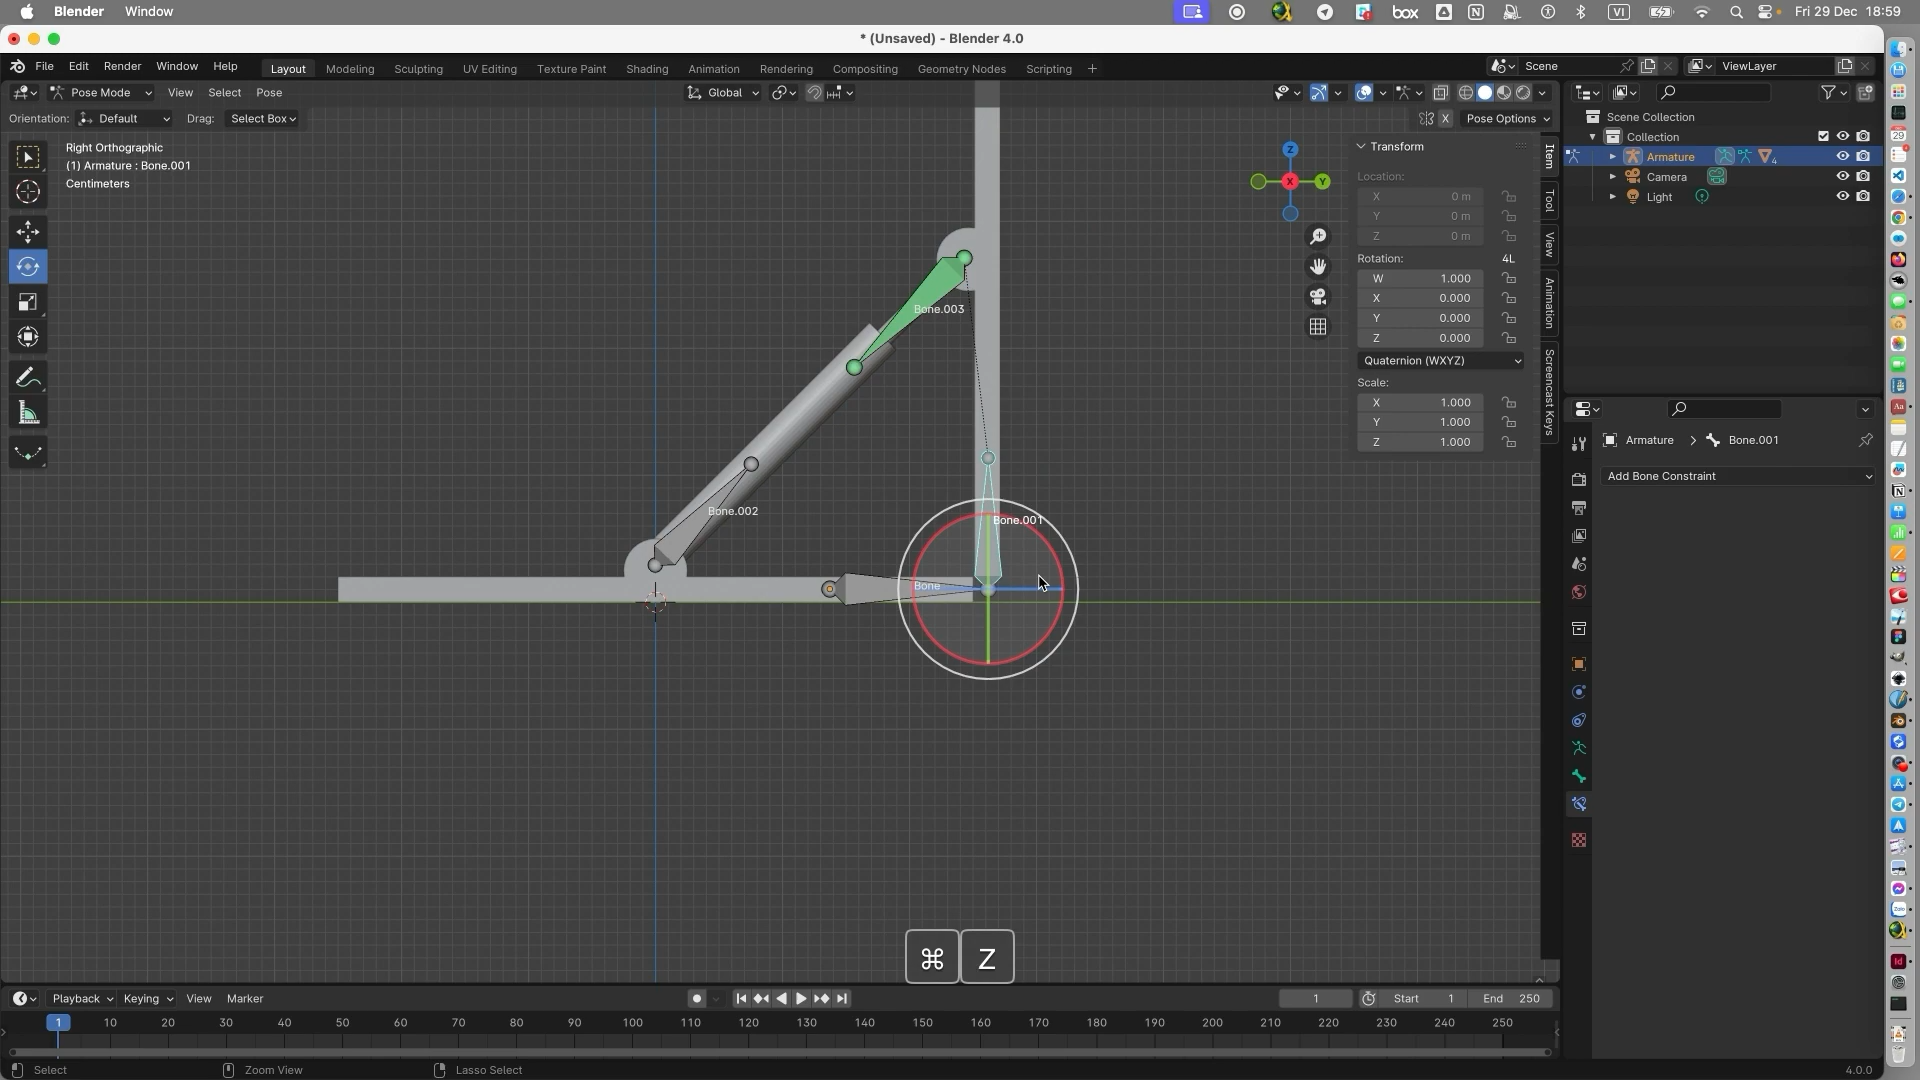 Blender Window
VI
Fri 29 Dec 18:59
box
* (Unsaved) - Blender 4.0
File Edit Render Window Help
Layout Modeling Sculpting UV Editing Texture Paint Shading Animation Rendering Compositing Geometry Nodes Scripting +
Scene
ViewLayer
Pose Mode View Select Pose
Global
Orientation: Default Drag: Select Box
X Pose Options
Right Orthographic
(1) Armature : Bone.001
Centimeters
Z
X
Y
Transform
Location:
X 0 m
Y 0 m
Z 0 m
Rotation: 4L
W 1.000
X 0.000
Y 0.000
Z 0.000
Quaternion (WXYZ)
Scale:
X 1.000
Y 1.000
Z 1.000
Item
Tool
View
Animation
Screencast Keys
Scene Collection
Collection
Armature
4
Camera
Light
Armature > Bone.001
Add Bone Constraint
Bone.003
Bone.002
Bone.001
Bone
⌘ Z
Playback Keying View Marker
1
Start 1
End 250
1 10 20 30 40 50 60 70 80 90 100 110 120 130 140 150 160 170 180 190 200 210 220 230 240 250
Select Zoom View Lasso Select
4.0.0